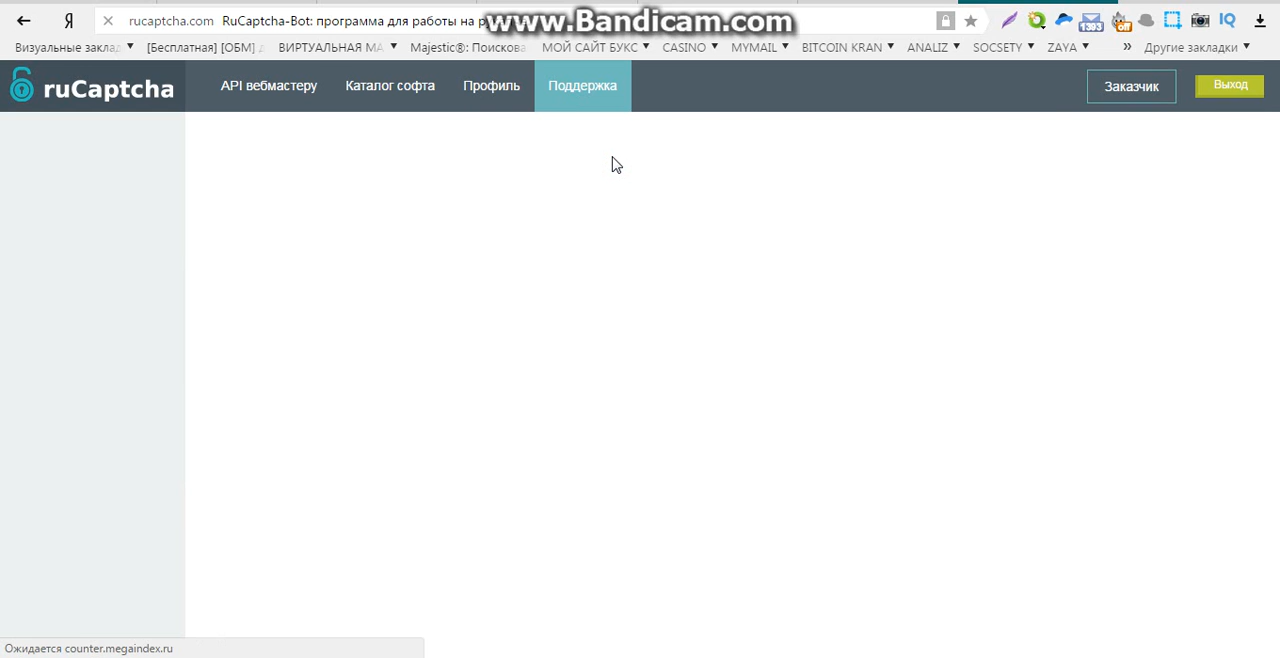 rucaptcha.com RuCaptcha-Bot: программа для работы на
www.Bandicam.com
Визуальные заклад [Бесплатная] [ОБМ] ВИРТУАЛЬНАЯ МА Majestic®: Поискова МОЙ САЙТ БУКС CASINO MYMAIL BITCOIN KRAN ANALIZ SOCSETY ZAYA » Другие закладки
ruCaptcha API вебмастеру Каталог софта Профиль Поддержка Заказчик Выход
Ожидается counter.megaindex.ru